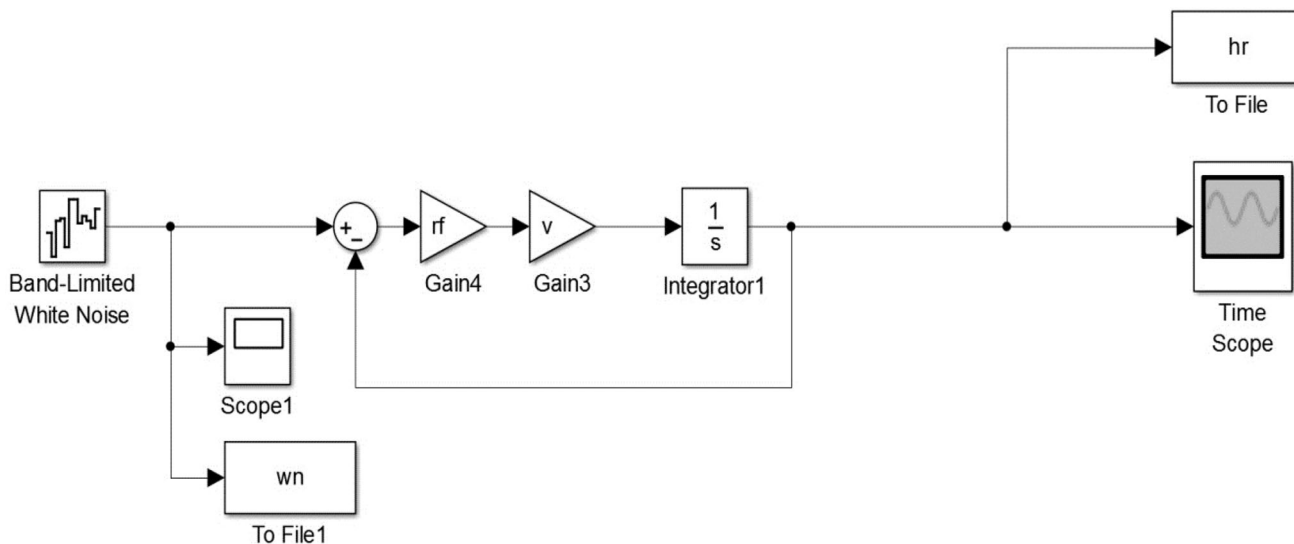 hr
To File
+
−
rf
v
1
s
Band-Limited
White Noise
Gain4
Gain3
Integrator1
Time
Scope
Scope1
wn
To File1